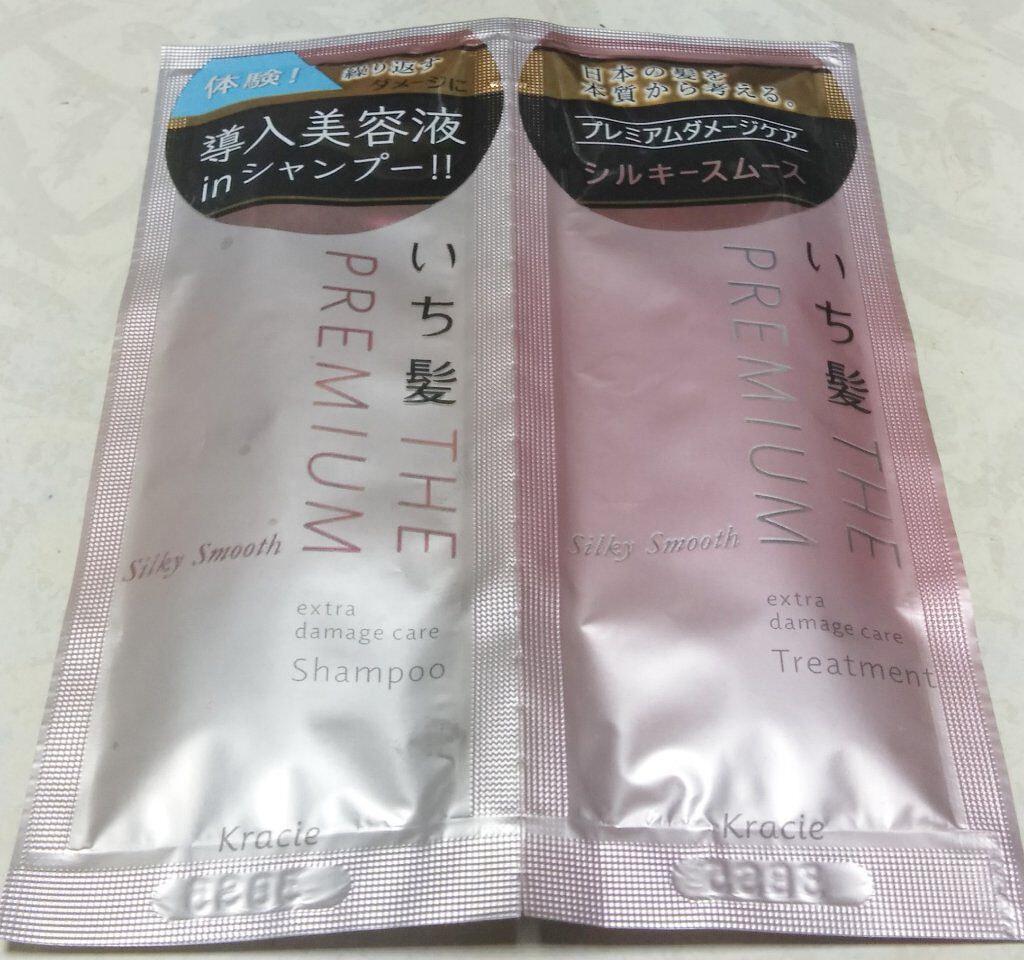 体験！
繰り返す
ダメージに
導入美容液
inシャンプー!!
いち髪 THE
PREMIUM
Silky Smooth
extra
damage care
Shampoo
Kracie
日本の髪を
本質から考える。
プレミアムダメージケア
シルキースムース
いち髪 THE
PREMIUM
Silky Smooth
extra
damage care
Treatment
Kracie